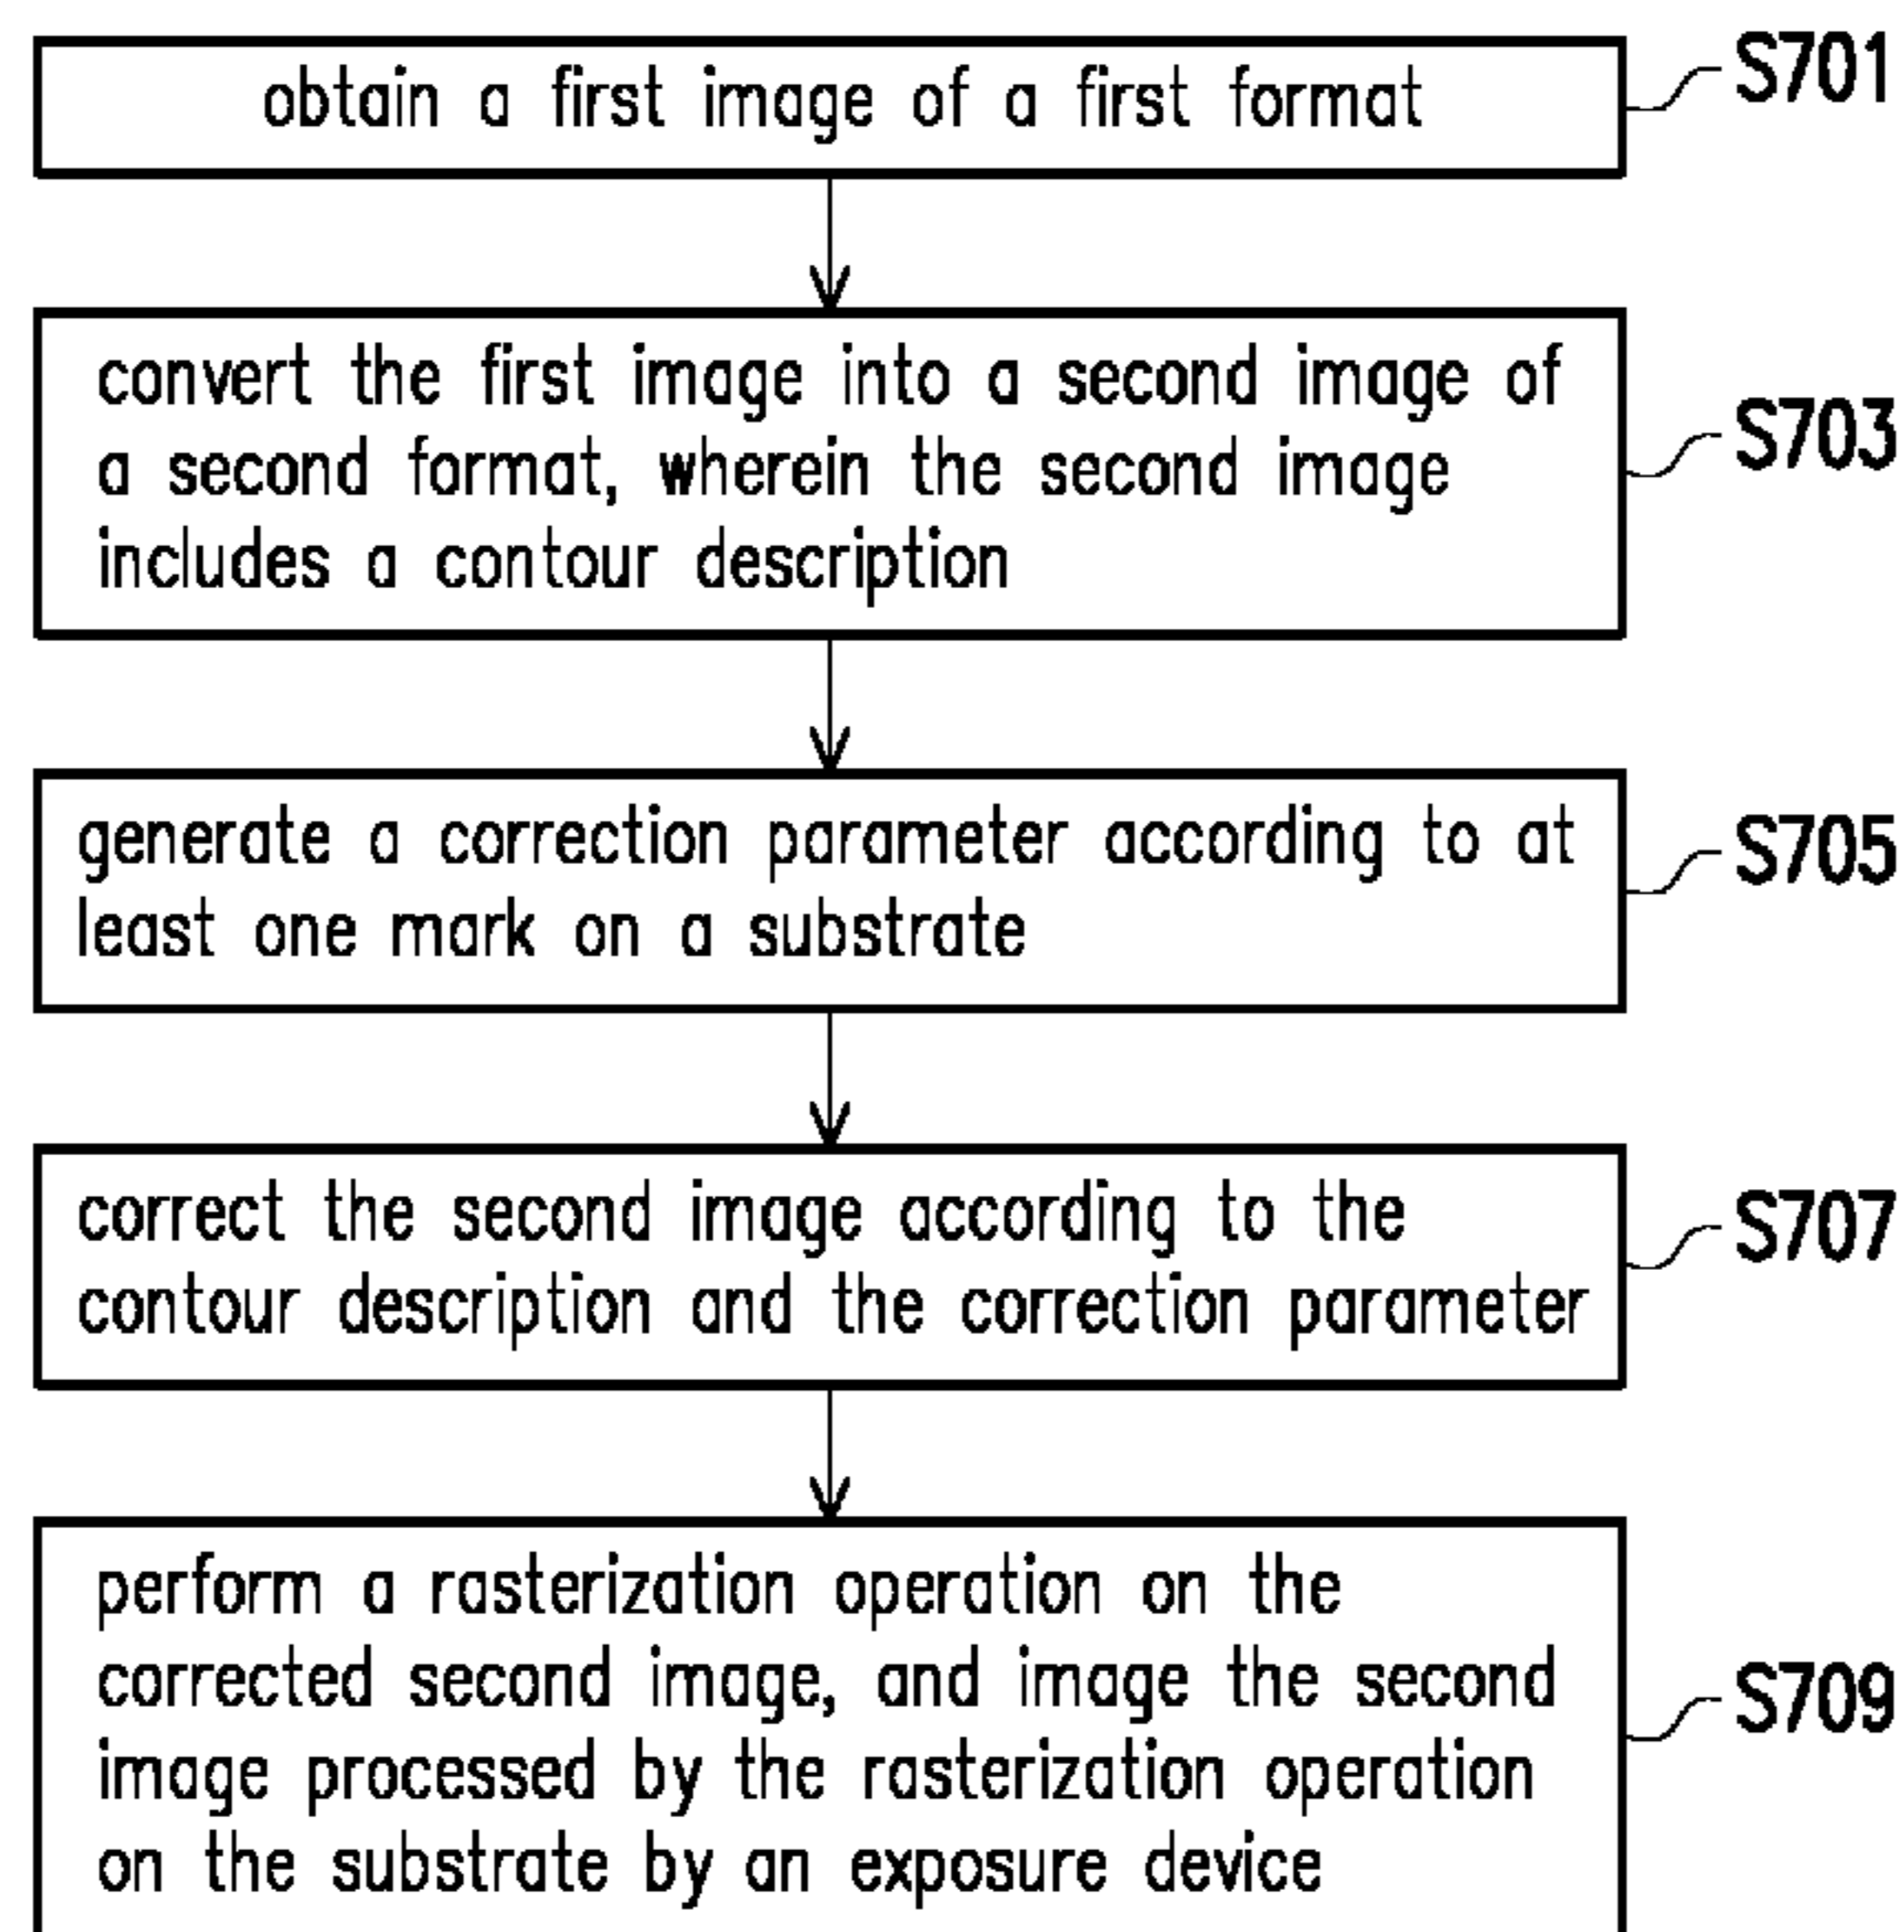 obtain a first image of a first format
S701
convert the first image into a second image of
a second format, wherein the second image
includes a contour description
S703
generate a correction parameter according to at
least one mark on a substrate
S705
correct the second image according to the
contour description and the correction parameter
S707
perform a rasterization operation on the
corrected second image, and image the second
image processed by the rasterization operation
on the substrate by an exposure device
S709